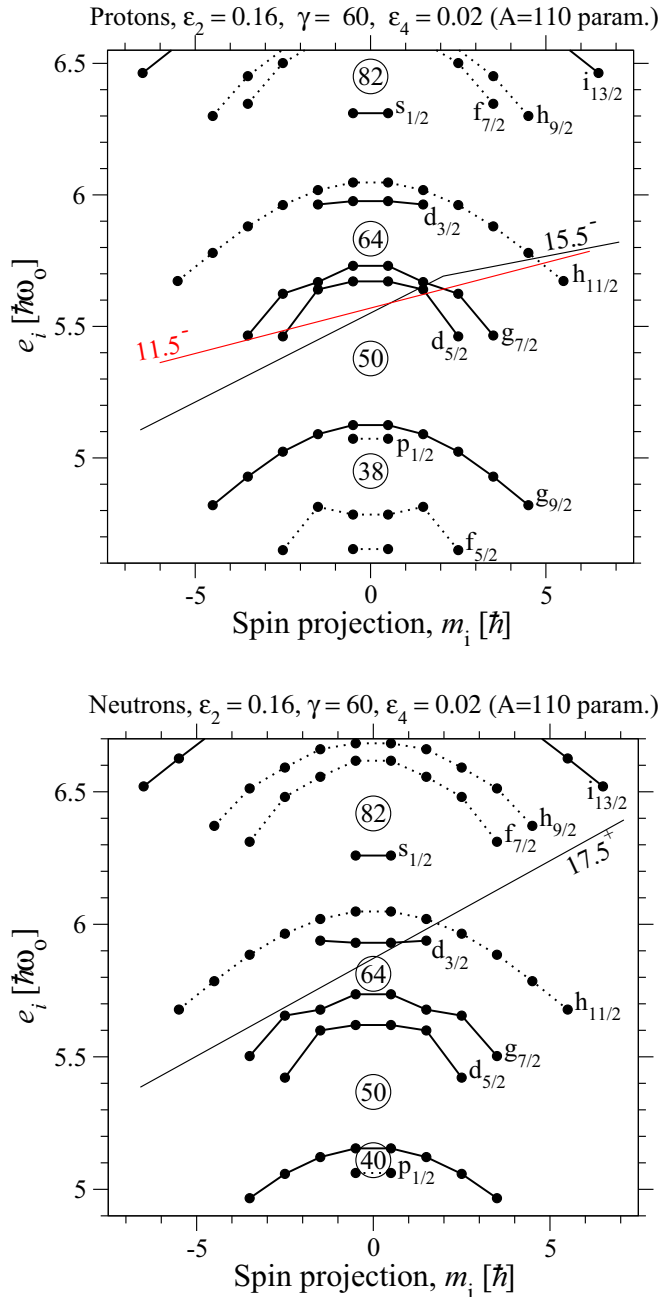 Protons, ε₂ = 0.16, γ = 60, ε₄ = 0.02 (A=110 param.)
6.5
82
i₁₃/₂
s₁/₂
f₇/₂
h₉/₂
6
d₃/₂
64
15.5⁻
h₁₁/₂
eᵢ [ħω₀]
5.5
11.5⁻
50
d₅/₂
g₇/₂
5
p₁/₂
38
g₉/₂
f₅/₂
-5
0
5
Spin projection, mᵢ [ħ]
Neutrons, ε₂ = 0.16, γ = 60, ε₄ = 0.02 (A=110 param.)
6.5
i₁₃/₂
82
h₉/₂
f₇/₂
17.5⁺
s₁/₂
6
d₃/₂
64
h₁₁/₂
eᵢ [ħω₀]
5.5
g₇/₂
d₅/₂
50
40
p₁/₂
5
-5
0
5
Spin projection, mᵢ [ħ]